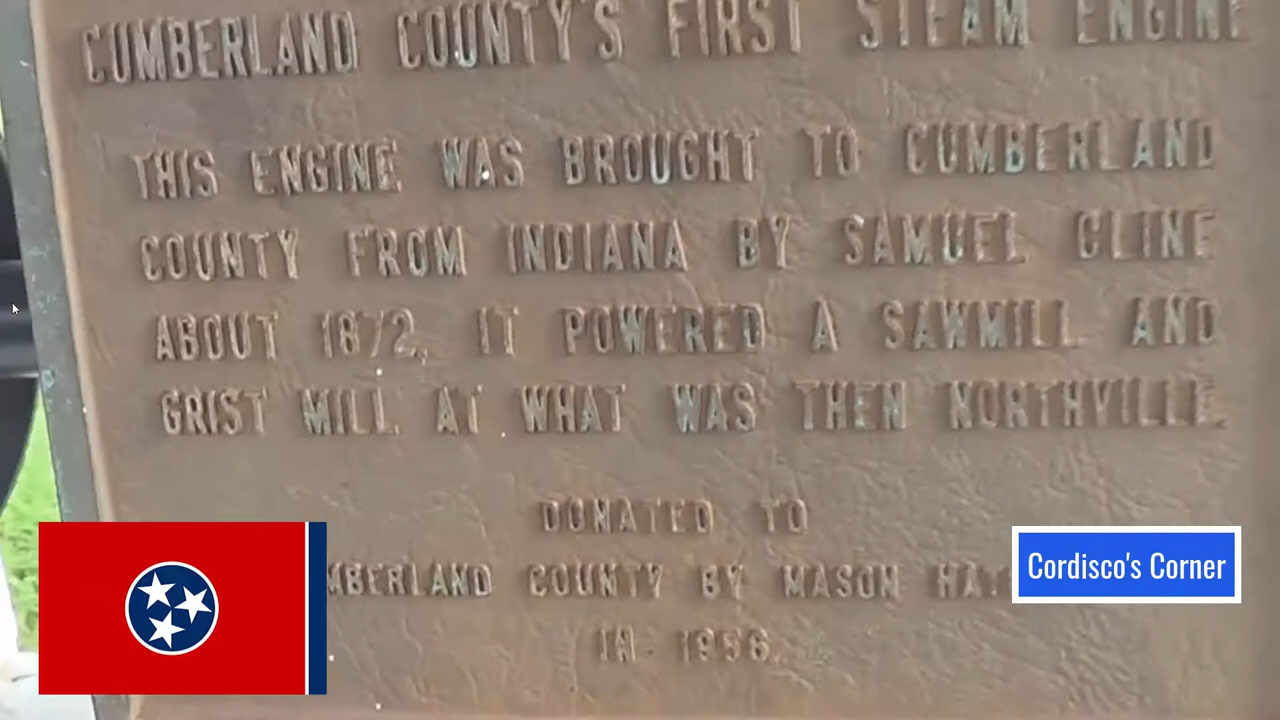 CUMBERLAND COUNTY'S FIRST STEAM ENGINE
THIS ENGINE WAS BROUGHT TO CUMBERLAND
COUNTY FROM INDIANA BY SAMUEL CLINE
ABOUT 1872, IT POWERED A SAWMILL AND
GRIST MILL AT WHAT WAS THEN NORTHVILLE.
DONATED TO
COUNTY BY MASON
IN 1956
Cordisco's Corner